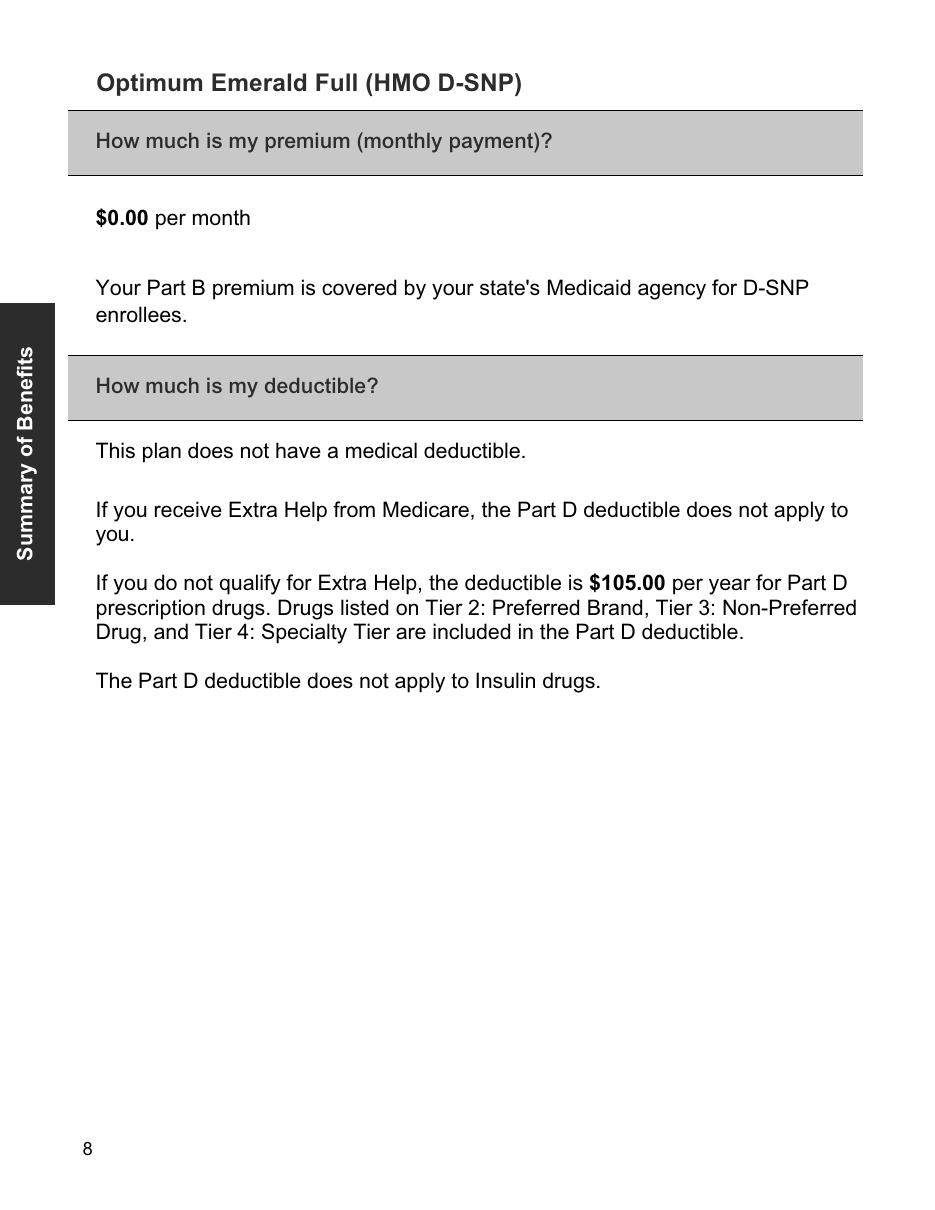 Optimum Emerald Full (HMO D-SNP)
How much is my premium (monthly payment)?
$0.00 per month
Your Part B premium is covered by your state's Medicaid agency for D-SNP
enrollees.
Summary of Benefits
How much is my deductible?
This plan does not have a medical deductible.
If you receive Extra Help from Medicare, the Part D deductible does not apply to
you.
If you do not qualify for Extra Help, the deductible is $105.00 per year for Part D
prescription drugs. Drugs listed on Tier 2: Preferred Brand, Tier 3: Non-Preferred
Drug, and Tier 4: Specialty Tier are included in the Part D deductible.
The Part D deductible does not apply to Insulin drugs.
8